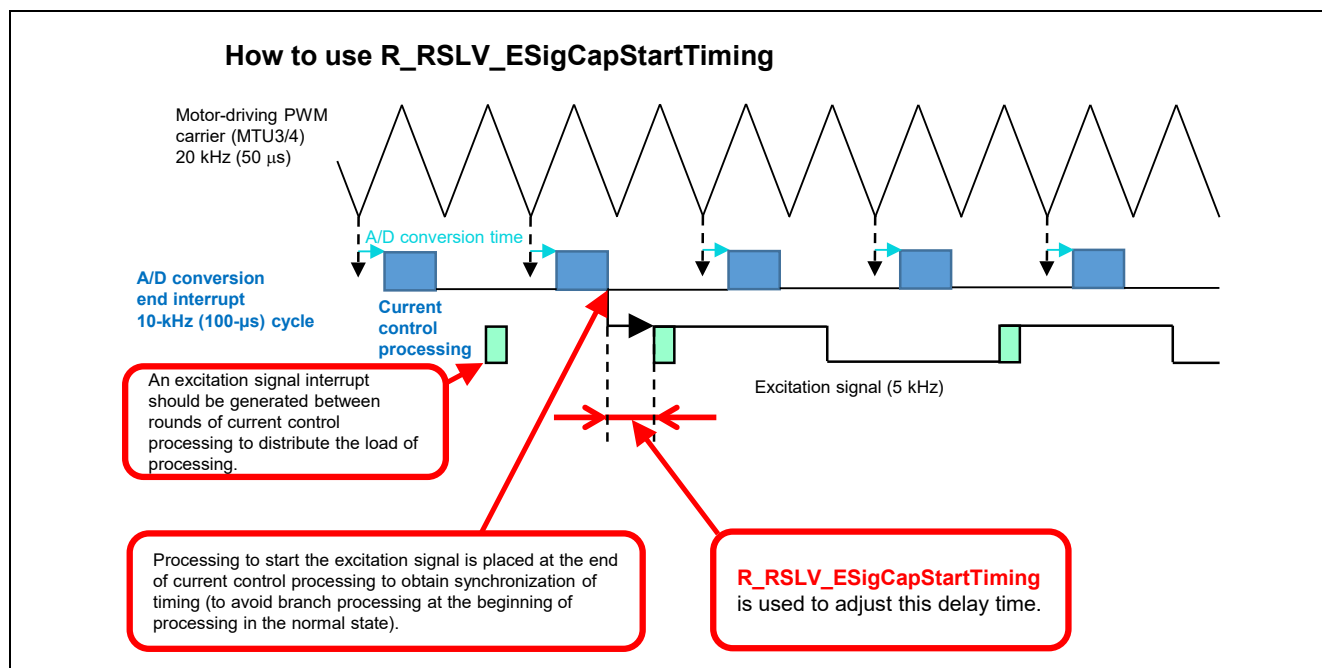 How to use R_RSLV_ESigCapStartTiming
Motor-driving PWM
carrier (MTU3/4)
20 kHz (50 μs)
A/D conversion time
A/D conversion
end interrupt
10-kHz (100-μs) cycle
Current
control
processing
Excitation signal (5 kHz)
An excitation signal interrupt
should be generated between
rounds of current control
processing to distribute the load of
processing.
Processing to start the excitation signal is placed at the end
of current control processing to obtain synchronization of
timing (to avoid branch processing at the beginning of
processing in the normal state).
R_RSLV_ESigCapStartTiming
is used to adjust this delay time.